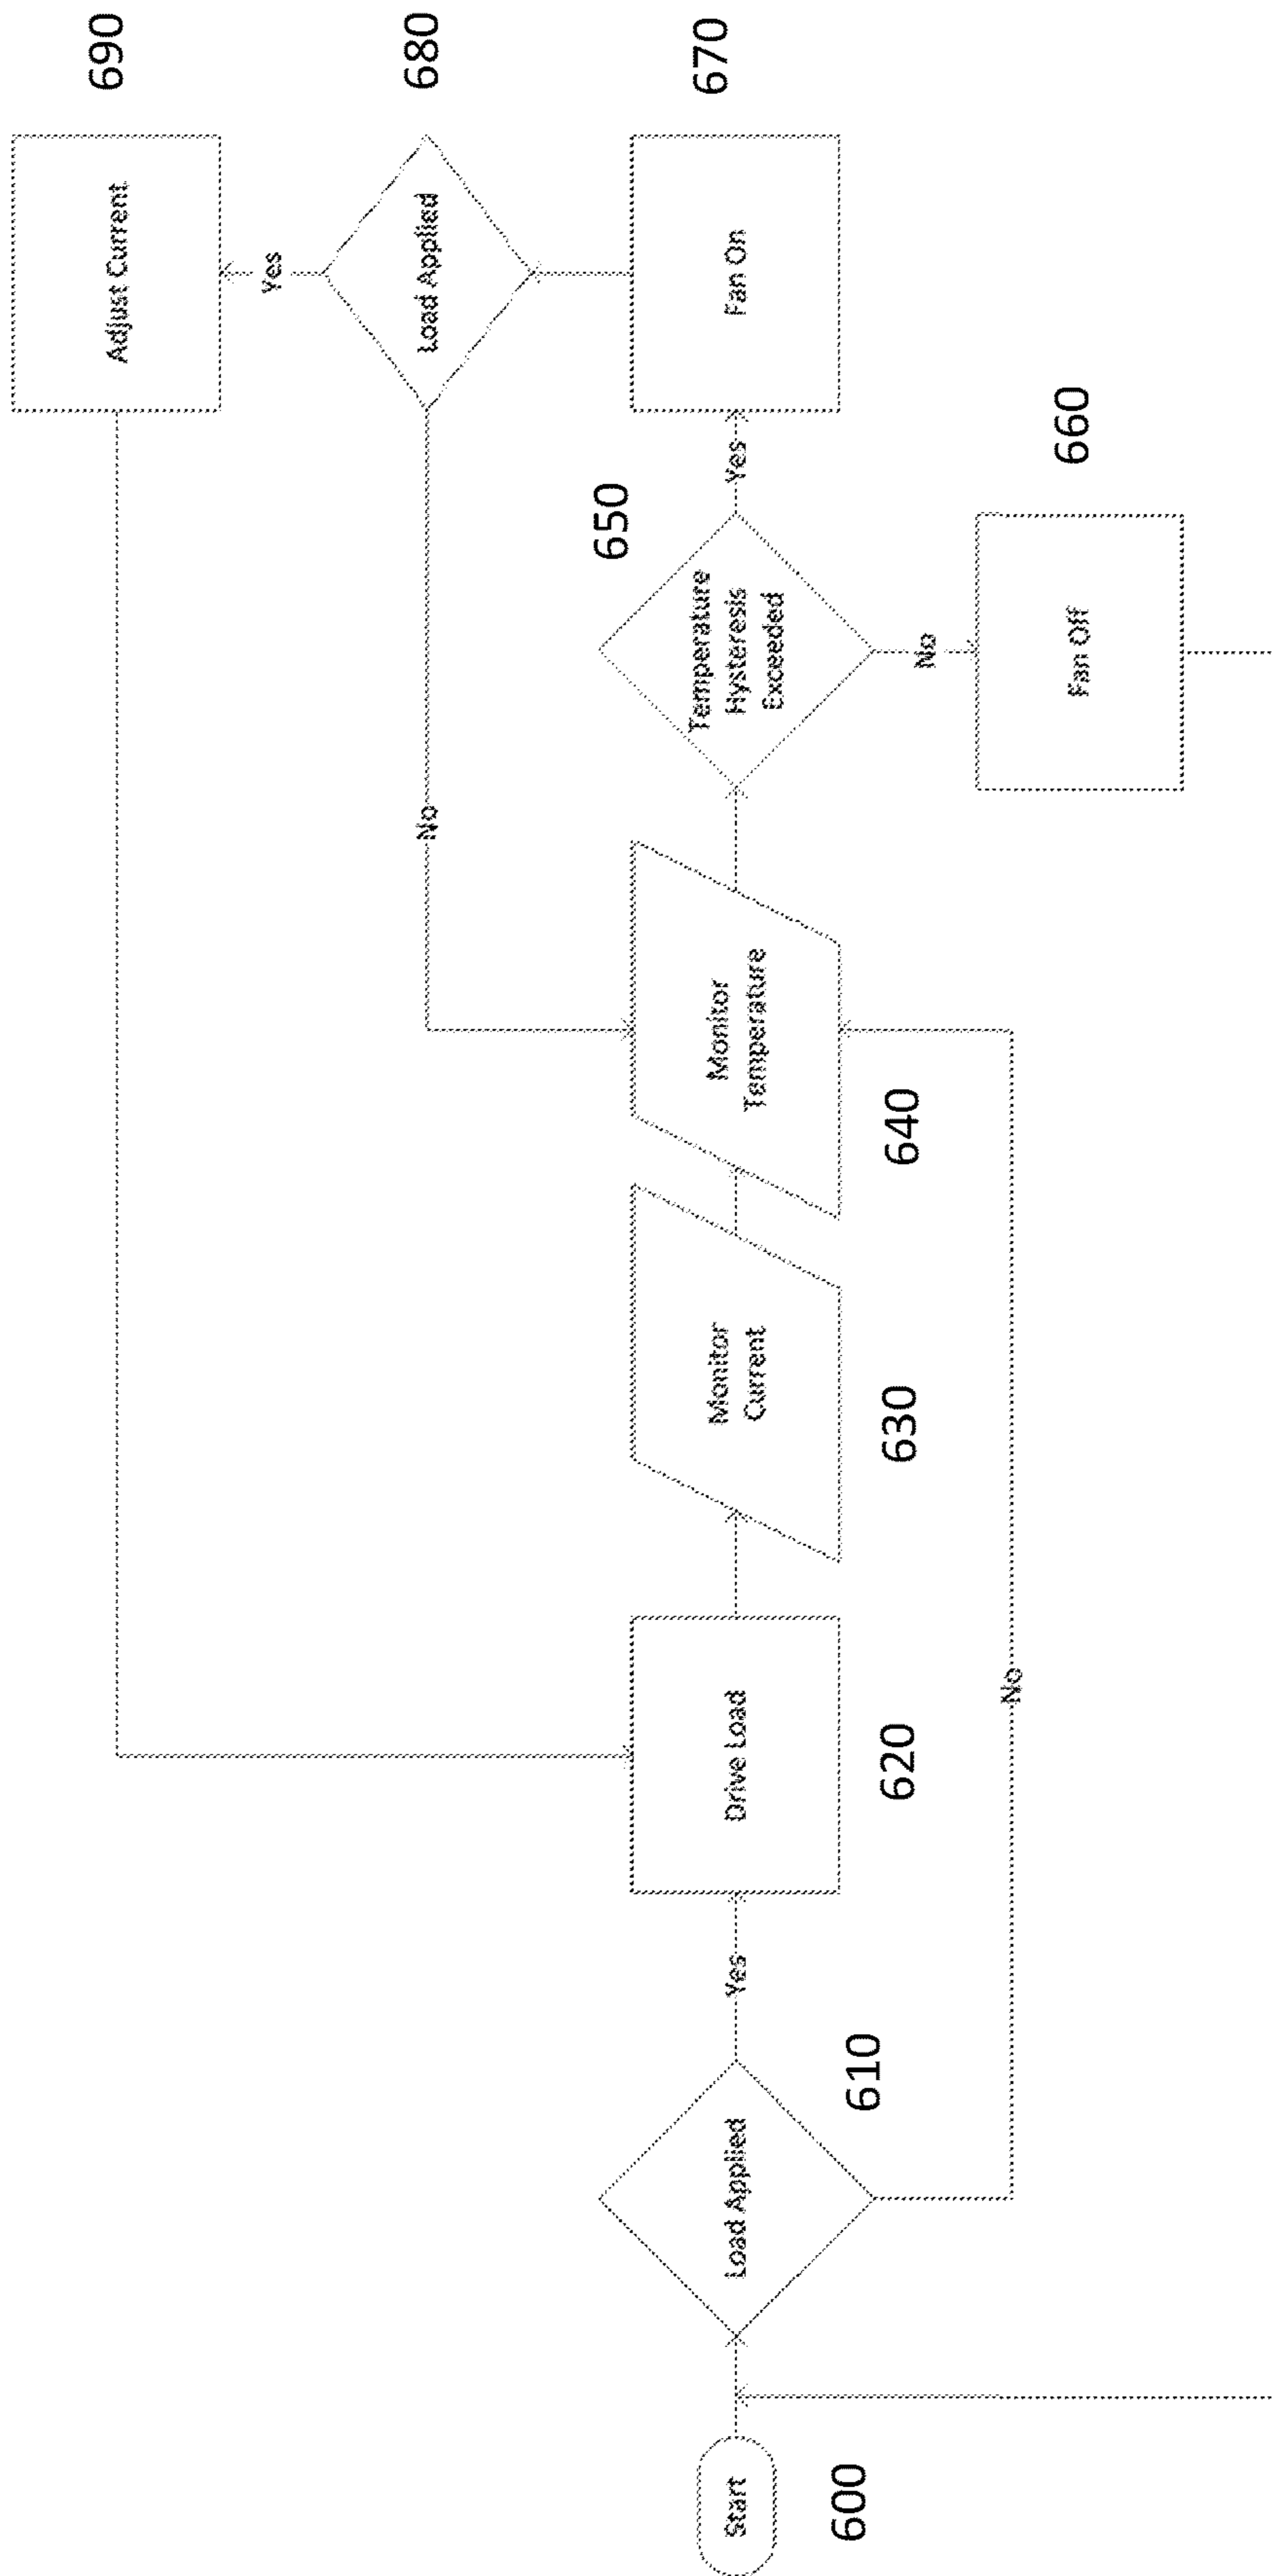 600
Start
610
Load Applied
Yes
No
620
Drive Load
630
Monitor
Current
640
Monitor
Temperature
650
Temperature
Hysteresis
Exceeded
No
660
Fan Off
Yes
670
Fan On
680
Load Applied
No
Yes
690
Adjust Current